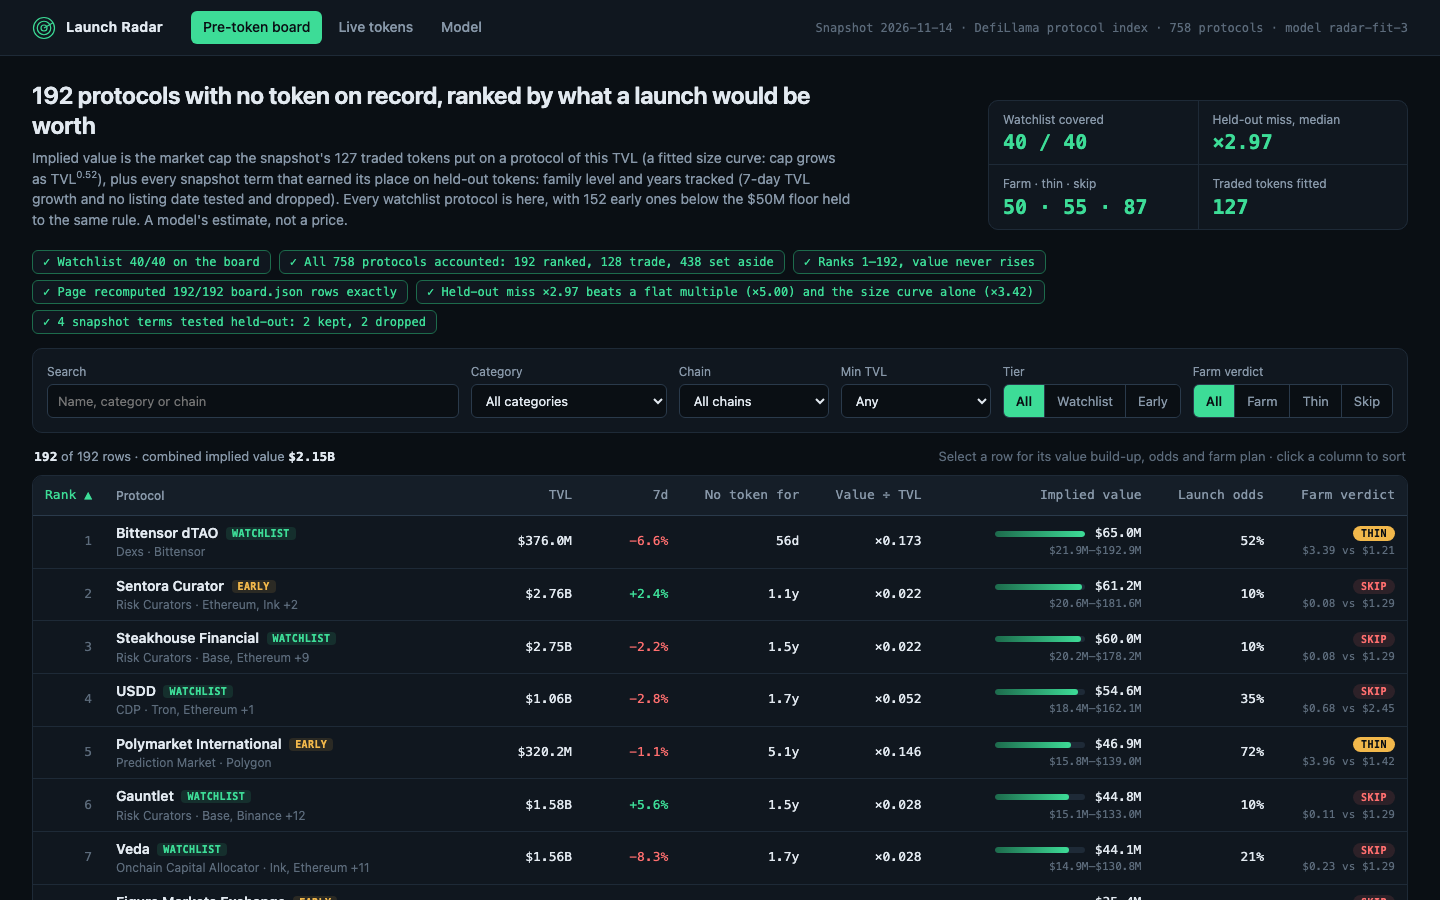 Launch Radar
Pre-token board
Live tokens
Model
Snapshot 2026-11-14 · DefiLlama protocol index · 758 protocols · model radar-fit-3
192 protocols with no token on record, ranked by what a launch would be
worth
Implied value is the market cap the snapshot's 127 traded tokens put on a protocol of this TVL (a fitted size curve: cap grows
as TVL0.52), plus every snapshot term that earned its place on held-out tokens: family level and years tracked (7-day TVL
growth and no listing date tested and dropped). Every watchlist protocol is here, with 152 early ones below the $50M floor held
to the same rule. A model's estimate, not a price.
Watchlist covered
40 / 40
Held-out miss, median
×2.97
Farm · thin · skip
50 · 55 · 87
Traded tokens fitted
127
✓ Watchlist 40/40 on the board
✓ All 758 protocols accounted: 192 ranked, 128 trade, 438 set aside
✓ Ranks 1–192, value never rises
✓ Page recomputed 192/192 board.json rows exactly
✓ Held-out miss ×2.97 beats a flat multiple (×5.00) and the size curve alone (×3.42)
✓ 4 snapshot terms tested held-out: 2 kept, 2 dropped
Search
Category
Chain
Min TVL
Tier
Farm verdict
Name, category or chain
All categories
All chains
Any
All Watchlist Early
All Farm Thin Skip
192 of 192 rows · combined implied value $2.15B
Select a row for its value build-up, odds and farm plan · click a column to sort
Rank ▲ Protocol TVL 7d No token for Value ÷ TVL Implied value Launch odds Farm verdict
1 Bittensor dTAO WATCHLIST $376.0M −6.6% 56d ×0.173 $65.0M 52% THIN
Dexs · Bittensor $21.9M–$192.9M $3.39 vs $1.21
2 Sentora Curator EARLY $2.76B +2.4% 1.1y ×0.022 $61.2M 10% SKIP
Risk Curators · Ethereum, Ink +2 $20.6M–$181.6M $0.08 vs $1.29
3 Steakhouse Financial WATCHLIST $2.75B −2.2% 1.5y ×0.022 $60.0M 10% SKIP
Risk Curators · Base, Ethereum +9 $20.2M–$178.2M $0.08 vs $1.29
4 USDD WATCHLIST $1.06B −2.8% 1.7y ×0.052 $54.6M 35% SKIP
CDP · Tron, Ethereum +1 $18.4M–$162.1M $0.68 vs $2.45
5 Polymarket International EARLY $320.2M −1.1% 5.1y ×0.146 $46.9M 72% THIN
Prediction Market · Polygon $15.8M–$139.0M $3.96 vs $1.42
6 Gauntlet WATCHLIST $1.58B +5.6% 1.5y ×0.028 $44.8M 10% SKIP
Risk Curators · Base, Binance +12 $15.1M–$133.0M $0.11 vs $1.29
7 Veda WATCHLIST $1.56B −8.3% 1.7y ×0.028 $44.1M 21% SKIP
Onchain Capital Allocator · Ink, Ethereum +11 $14.9M–$130.8M $0.23 vs $1.29